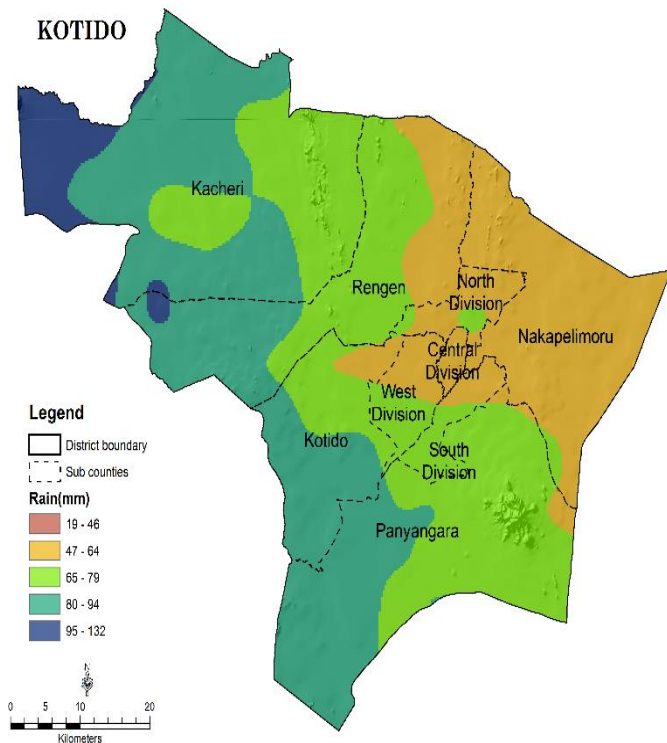 KOTIDO
Kacheri
Rengen
North
Division
Nakapelimoru
Central
Division
West
Division
Kotido
South
Division
Panyangara
Legend
District boundary
Sub counties
Rain(mm)
19 - 46
47 - 64
65 - 79
80 - 94
95 - 132
0 5 10 20
Kilometers